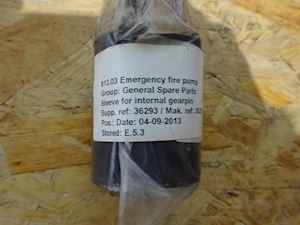 813.03 Emergency fire pump
Group: General Spare Parts
Sleeve for internal gearpin
Supp. ref: 36293 / Mak. ref:
Pos.: Date: 04-09-2013
Stored: E.5.3